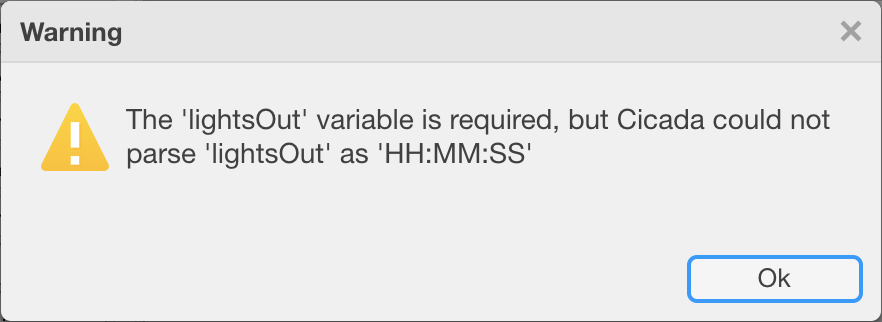 Warning
The 'lightsOut' variable is required, but Cicada could not
parse 'lightsOut' as 'HH:MM:SS'
Ok